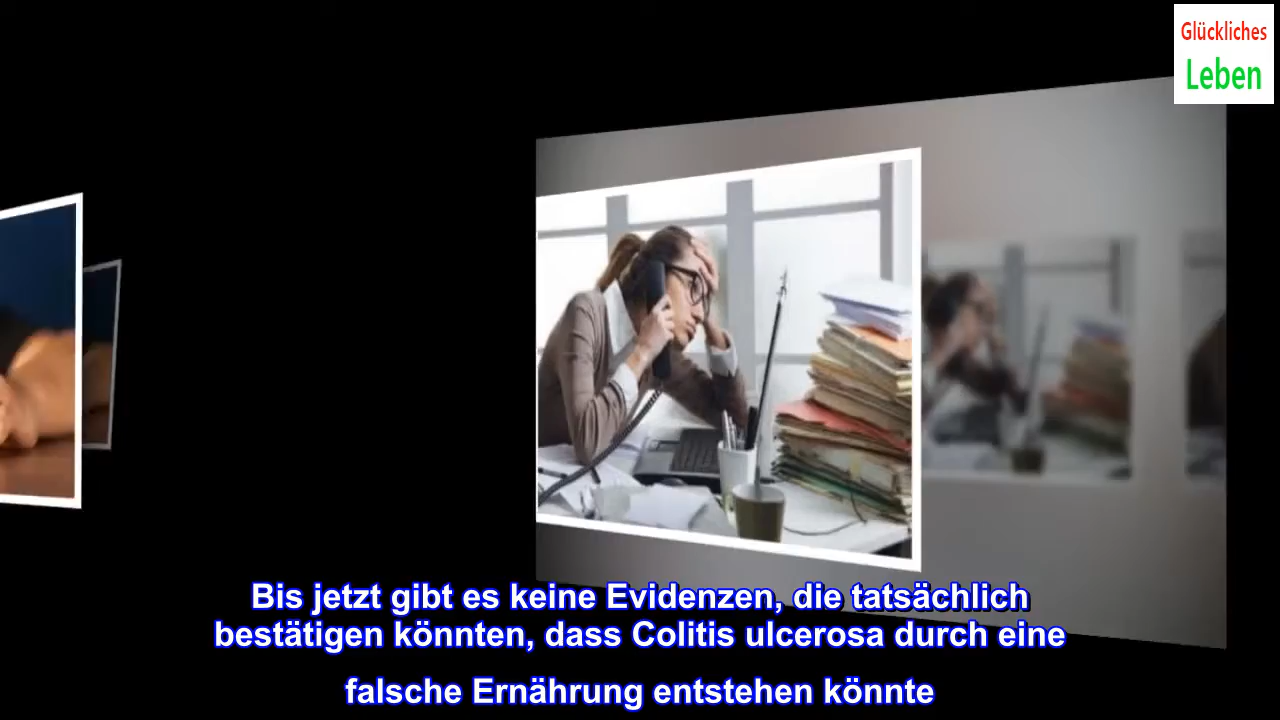 Glückliches
Leben
Bis jetzt gibt es keine Evidenzen, die tatsächlich
bestätigen könnten, dass Colitis ulcerosa durch eine
falsche Ernährung entstehen könnte